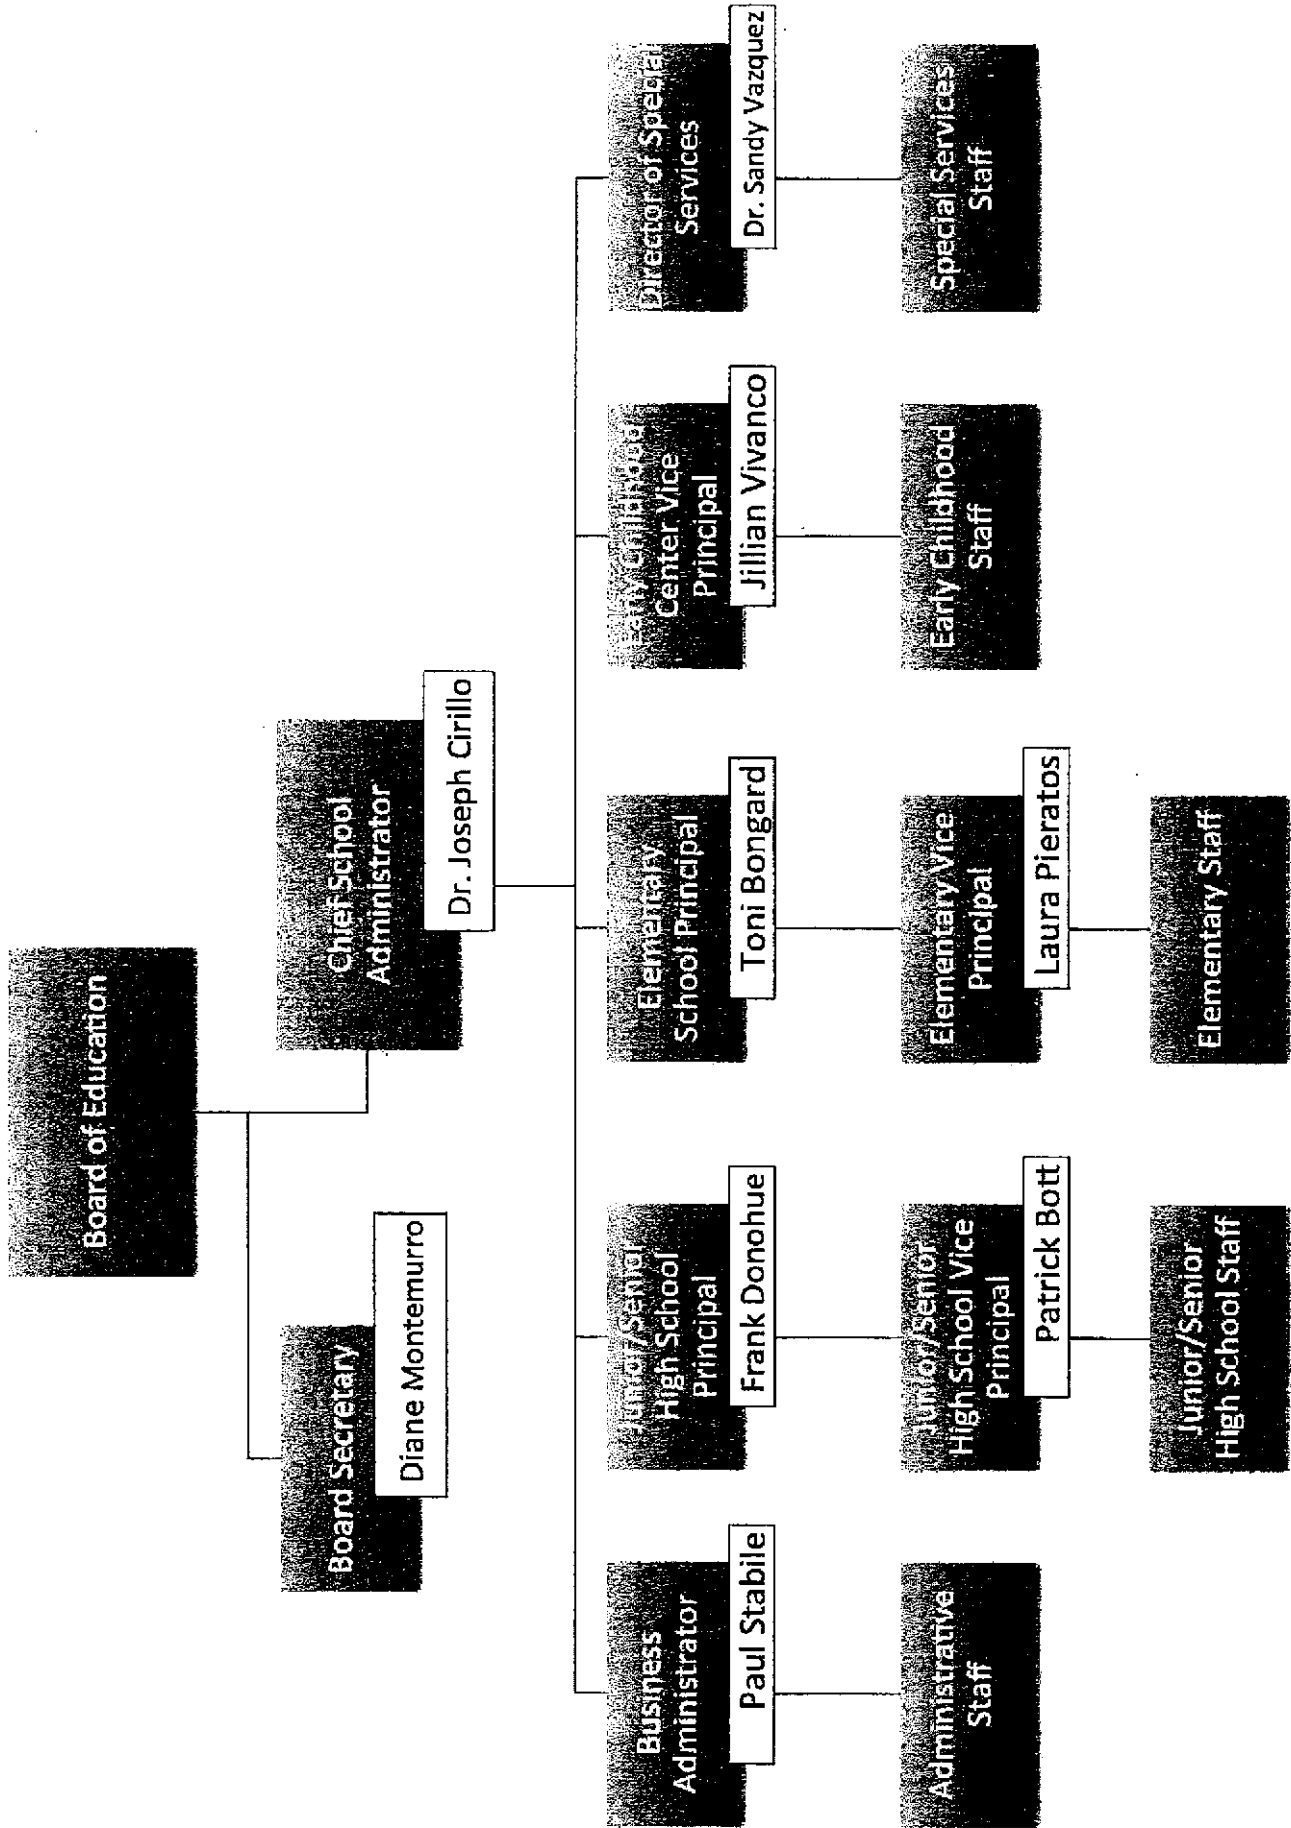 Board of Education
Board Secretary
Diane Montemurro
Chief School
Administrator
Dr. Joseph Cirillo
Business
Administrator
Paul Stabile
Junior/Senior
High School
Principal
Frank Donohue
Elementary
School Principal
Toni Bongard
Early Childhood
Center Vice
Principal
Jillian Vivanco
Director of Special
Services
Dr. Sandy Vazquez
Administrative
Staff
Junior/Senior
High School Vice
Principal
Patrick Bott
Elementary Vice
Principal
Laura Pieratos
Early Childhood
Staff
Special Services
Staff
Junior/Senior
High School Staff
Elementary Staff